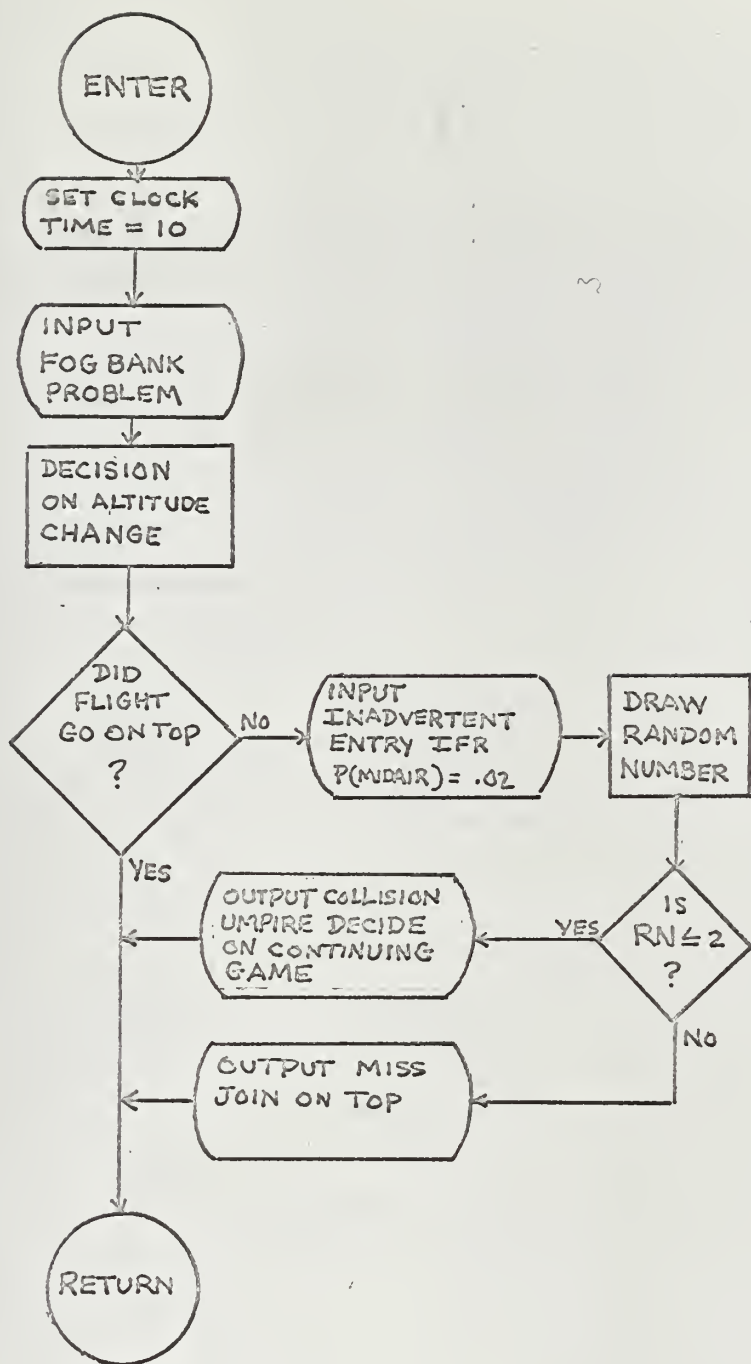 ENTER
SET CLOCK
TIME = 10
INPUT
FOG BANK
PROBLEM
DECISION
ON ALTITUDE
CHANGE
DID
FLIGHT
GO ON TOP
?
NO
INPUT
INADVERTENT
ENTRY IFR
P(MIDAIR) = .02
DRAW
RANDOM
NUMBER
IS
RN ≤ 2
?
YES
OUTPUT COLLISION
UMPIRE DECIDE
ON CONTINUING
GAME
YES
NO
OUTPUT MISS
JOIN ON TOP
RETURN